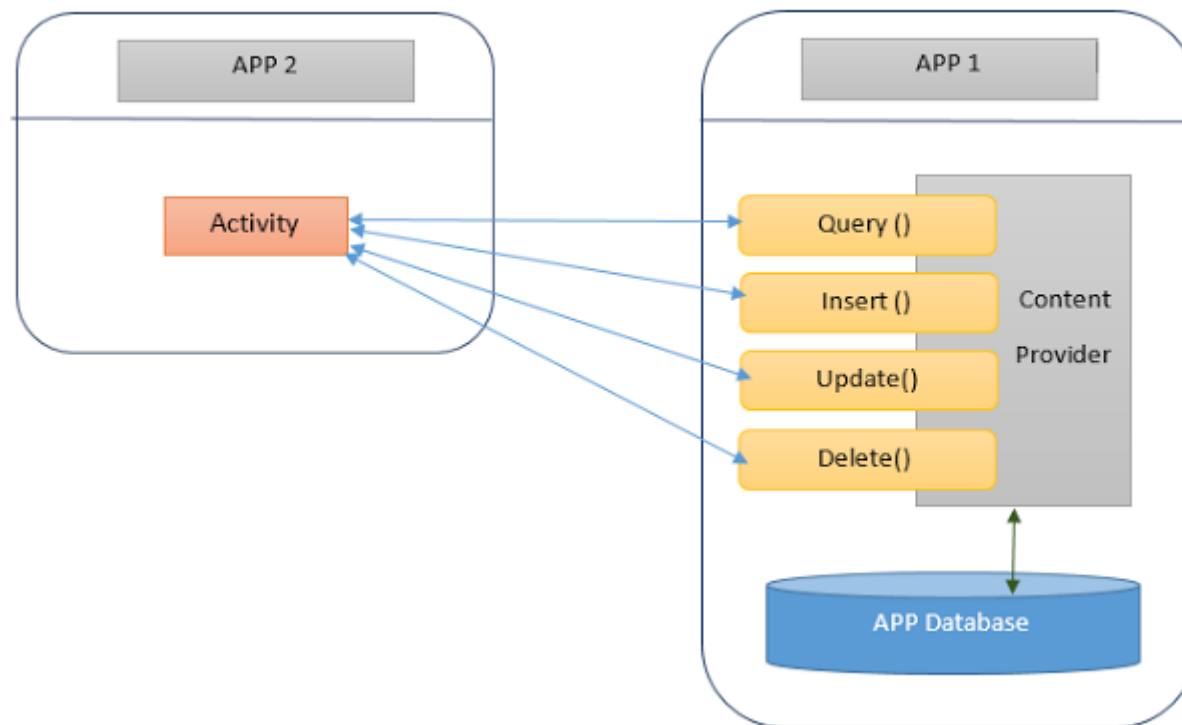 APP 2
APP 1
Activity
Query ()
Insert ()
Update()
Delete()
Content
Provider
APP Database